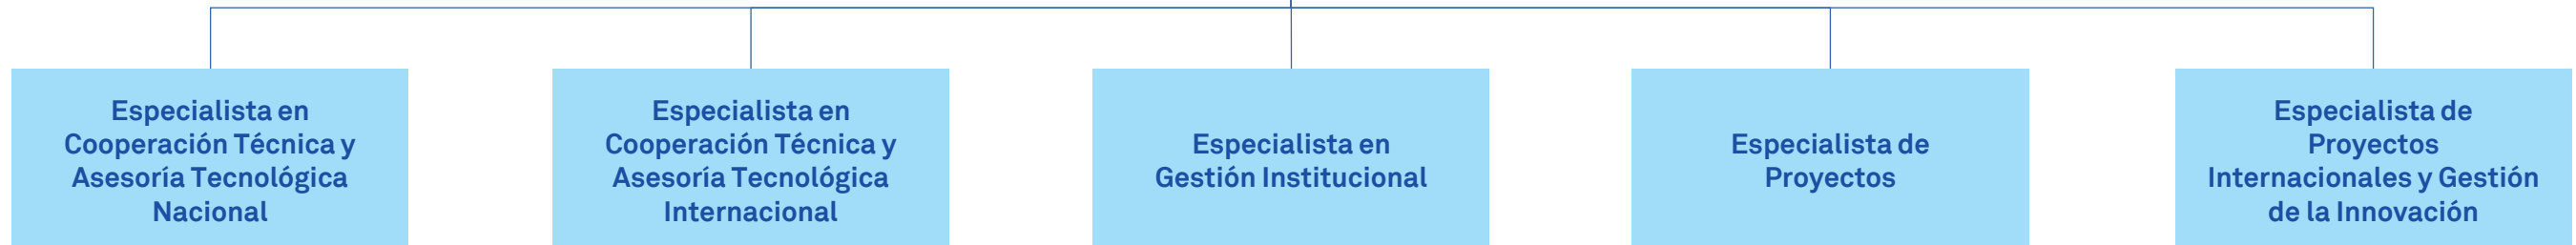 Especialista en
Cooperación Técnica y
Asesoría Tecnológica
Nacional
Especialista en
Cooperación Técnica y
Asesoría Tecnológica
Internacional
Especialista en
Gestión Institucional
Especialista de
Proyectos
Especialista de
Proyectos
Internacionales y Gestión
de la Innovación